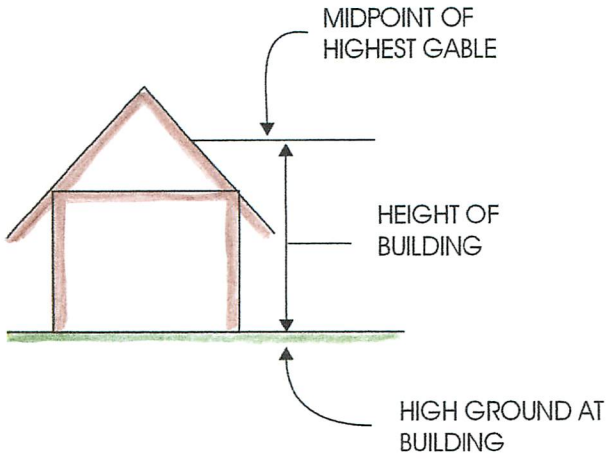 MIDPOINT OF
HIGHEST GABLE
HEIGHT OF
BUILDING
HIGH GROUND AT
BUILDING